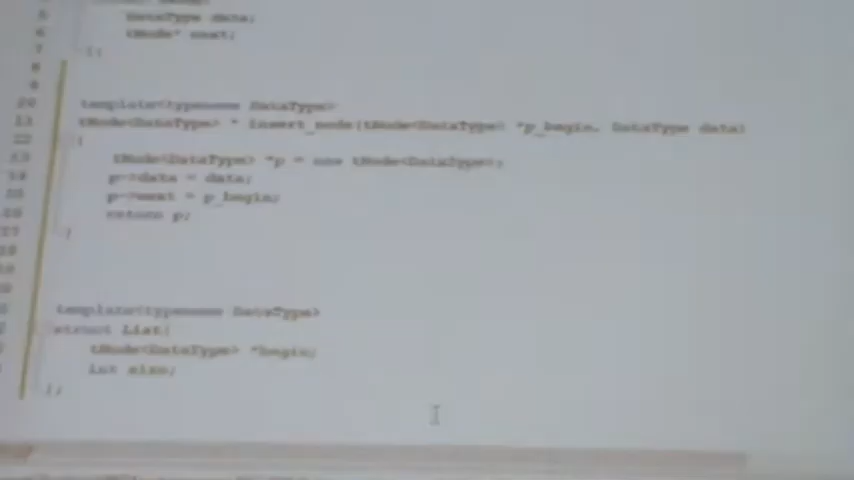 DataType data;
tNode* next;
};
template<typename DataType>
tNode<DataType> * insert_node(tNode<DataType> *p_begin, DataType data)
{
tNode<DataType> *p = new tNode<DataType>;
p->data = data;
p->next = p_begin;
return p;
}
template<typename DataType>
struct List{
tNode<DataType> *begin;
int size;
};